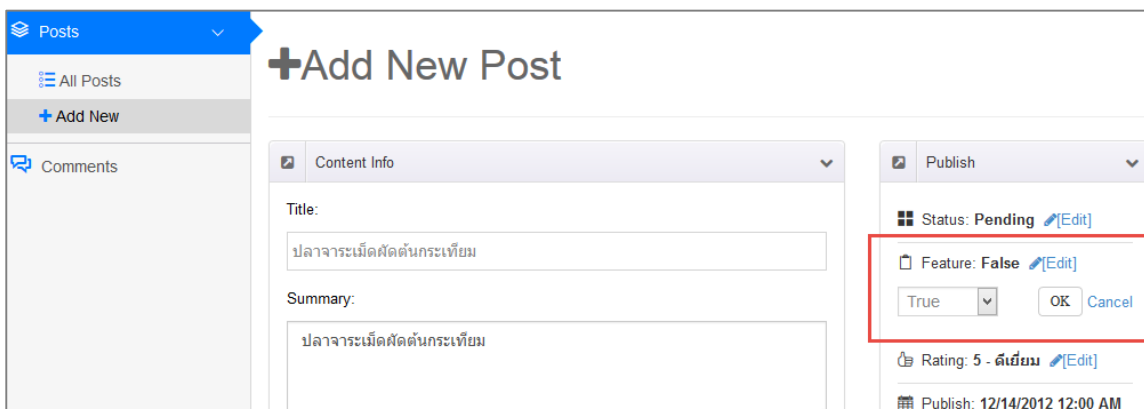 Posts
All Posts
Add New
Comments
Add New Post
Content Info
Title:
ปลาจาระเม็ดผัดต้นกระเทียม
Summary:
ปลาจาระเม็ดผัดต้นกระเทียม
Publish
Status: Pending [Edit]
Feature: False [Edit]
True OK Cancel
Rating: 5 - ดีเยี่ยม [Edit]
Publish: 12/14/2012 12:00 AM